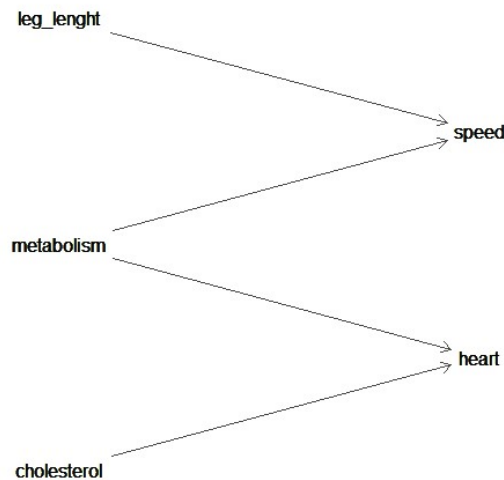 leg_lenght
speed
metabolism
heart
cholesterol